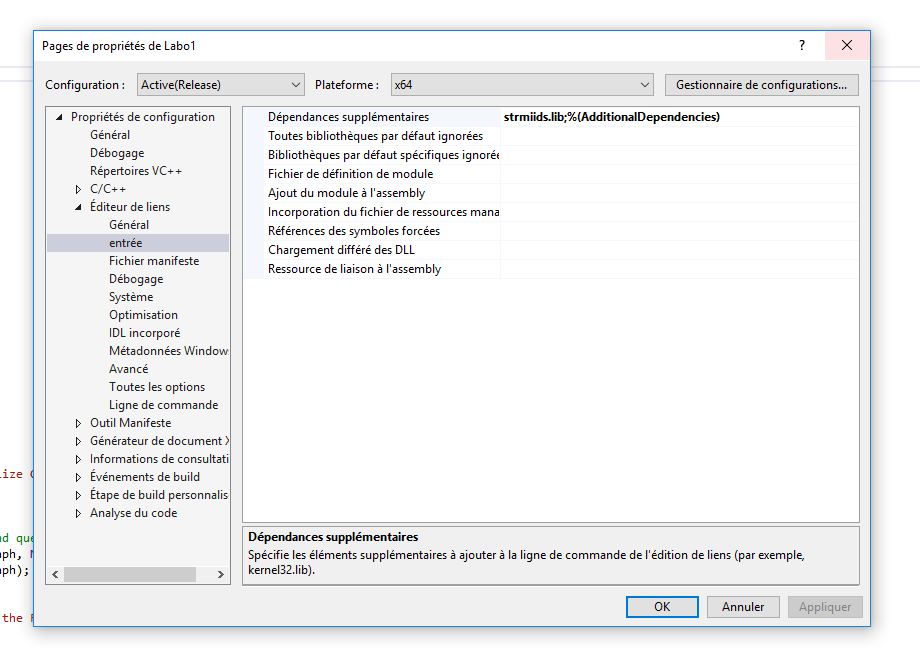 Pages de propriétés de Labo1
?
Configuration : Active(Release) Plateforme : x64 Gestionnaire de configurations...
Propriétés de configuration
Général
Débogage
Répertoires VC++
C/C++
Éditeur de liens
Général
entrée
Fichier manifeste
Débogage
Système
Optimisation
IDL incorporé
Métadonnées Window
Avancé
Toutes les options
Ligne de commande
Outil Manifeste
Générateur de document X
Informations de consultati
Événements de build
Étape de build personnalis
Analyse du code
Dépendances supplémentaires strmiids.lib;%(AdditionalDependencies)
Toutes bibliothèques par défaut ignorées
Bibliothèques par défaut spécifiques ignorée
Fichier de définition de module
Ajout du module à l'assembly
Incorporation du fichier de ressources mana
Références des symboles forcées
Chargement différé des DLL
Ressource de liaison à l'assembly
Dépendances supplémentaires
Spécifie les éléments supplémentaires à ajouter à la ligne de commande de l'édition de liens (par exemple,
kernel32.lib).
OK Annuler Appliquer
lize
nd que
aph,
aph);
the